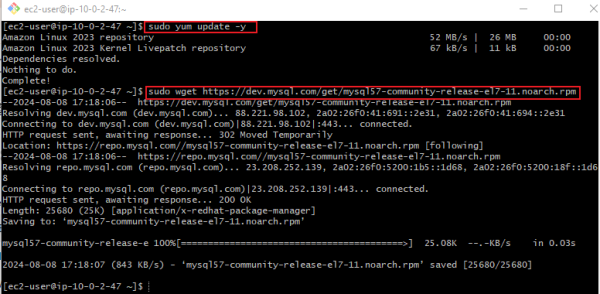 ec2-user@ip-10-0-2-47:~
[ec2-user@ip-10-0-2-47 ~]$ sudo yum update -y
Amazon Linux 2023 repository 52 MB/s | 26 MB 00:00
Amazon Linux 2023 Kernel Livepatch repository 67 kB/s | 11 kB 00:00
Dependencies resolved.
Nothing to do.
Complete!
[ec2-user@ip-10-0-2-47 ~]$ sudo wget https://dev.mysql.com/get/mysql57-community-release-el7-11.noarch.rpm
--2024-08-08 17:18:06-- https://dev.mysql.com/get/mysql57-community-release-el7-11.noarch.rpm
Resolving dev.mysql.com (dev.mysql.com)... 88.221.98.102, 2a02:26f0:41:691::2e31, 2a02:26f0:41:694::2e31
Connecting to dev.mysql.com (dev.mysql.com)|88.221.98.102|:443... connected.
HTTP request sent, awaiting response... 302 Moved Temporarily
Location: https://repo.mysql.com//mysql57-community-release-el7-11.noarch.rpm [following]
--2024-08-08 17:18:06-- https://repo.mysql.com//mysql57-community-release-el7-11.noarch.rpm
Resolving repo.mysql.com (repo.mysql.com)... 23.208.252.139, 2a02:26f0:5200:1b5::1d68, 2a02:26f0:5200:18f::1d6
8
Connecting to repo.mysql.com (repo.mysql.com)|23.208.252.139|:443... connected.
HTTP request sent, awaiting response... 200 OK
Length: 25680 (25K) [application/x-redhat-package-manager]
Saving to: ‘mysql57-community-release-el7-11.noarch.rpm’
mysql57-community-release-e 100%[=========================================>] 25.08K --.-KB/s in 0.03s
2024-08-08 17:18:07 (843 KB/s) - ‘mysql57-community-release-el7-11.noarch.rpm’ saved [25680/25680]
[ec2-user@ip-10-0-2-47 ~]$